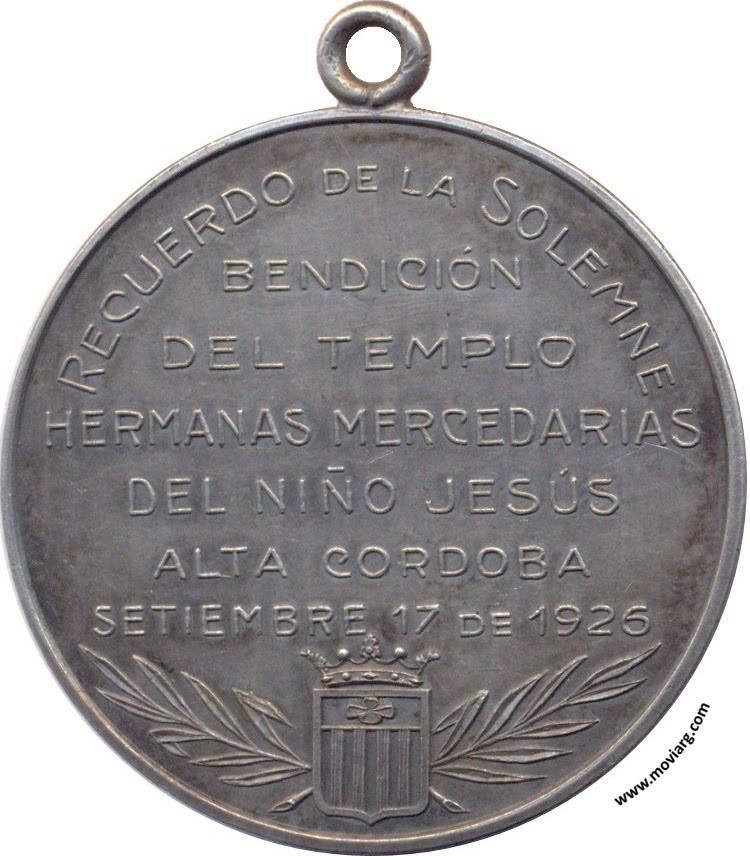 RECUERDO DE LA SOLEMNE
BENDICIÓN
DEL TEMPLO
HERMANAS MERCEDARIAS
DEL NIÑO JESÚS
ALTA CORDOBA
SETIEMBRE 17 DE 1926
www.moviarg.com